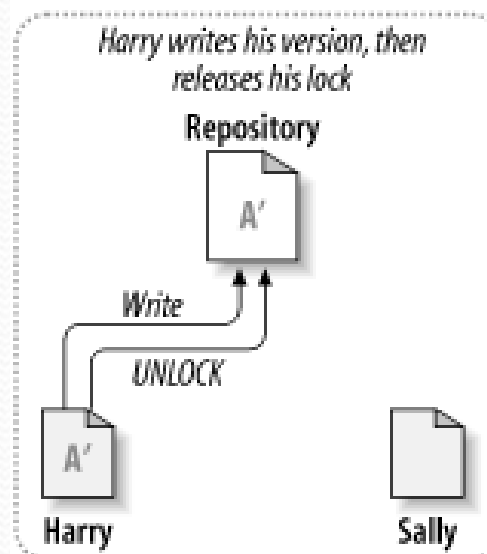 Harry writes his version, then
releases his lock
Repository
A′
Write
UNLOCK
A′
Harry
Sally